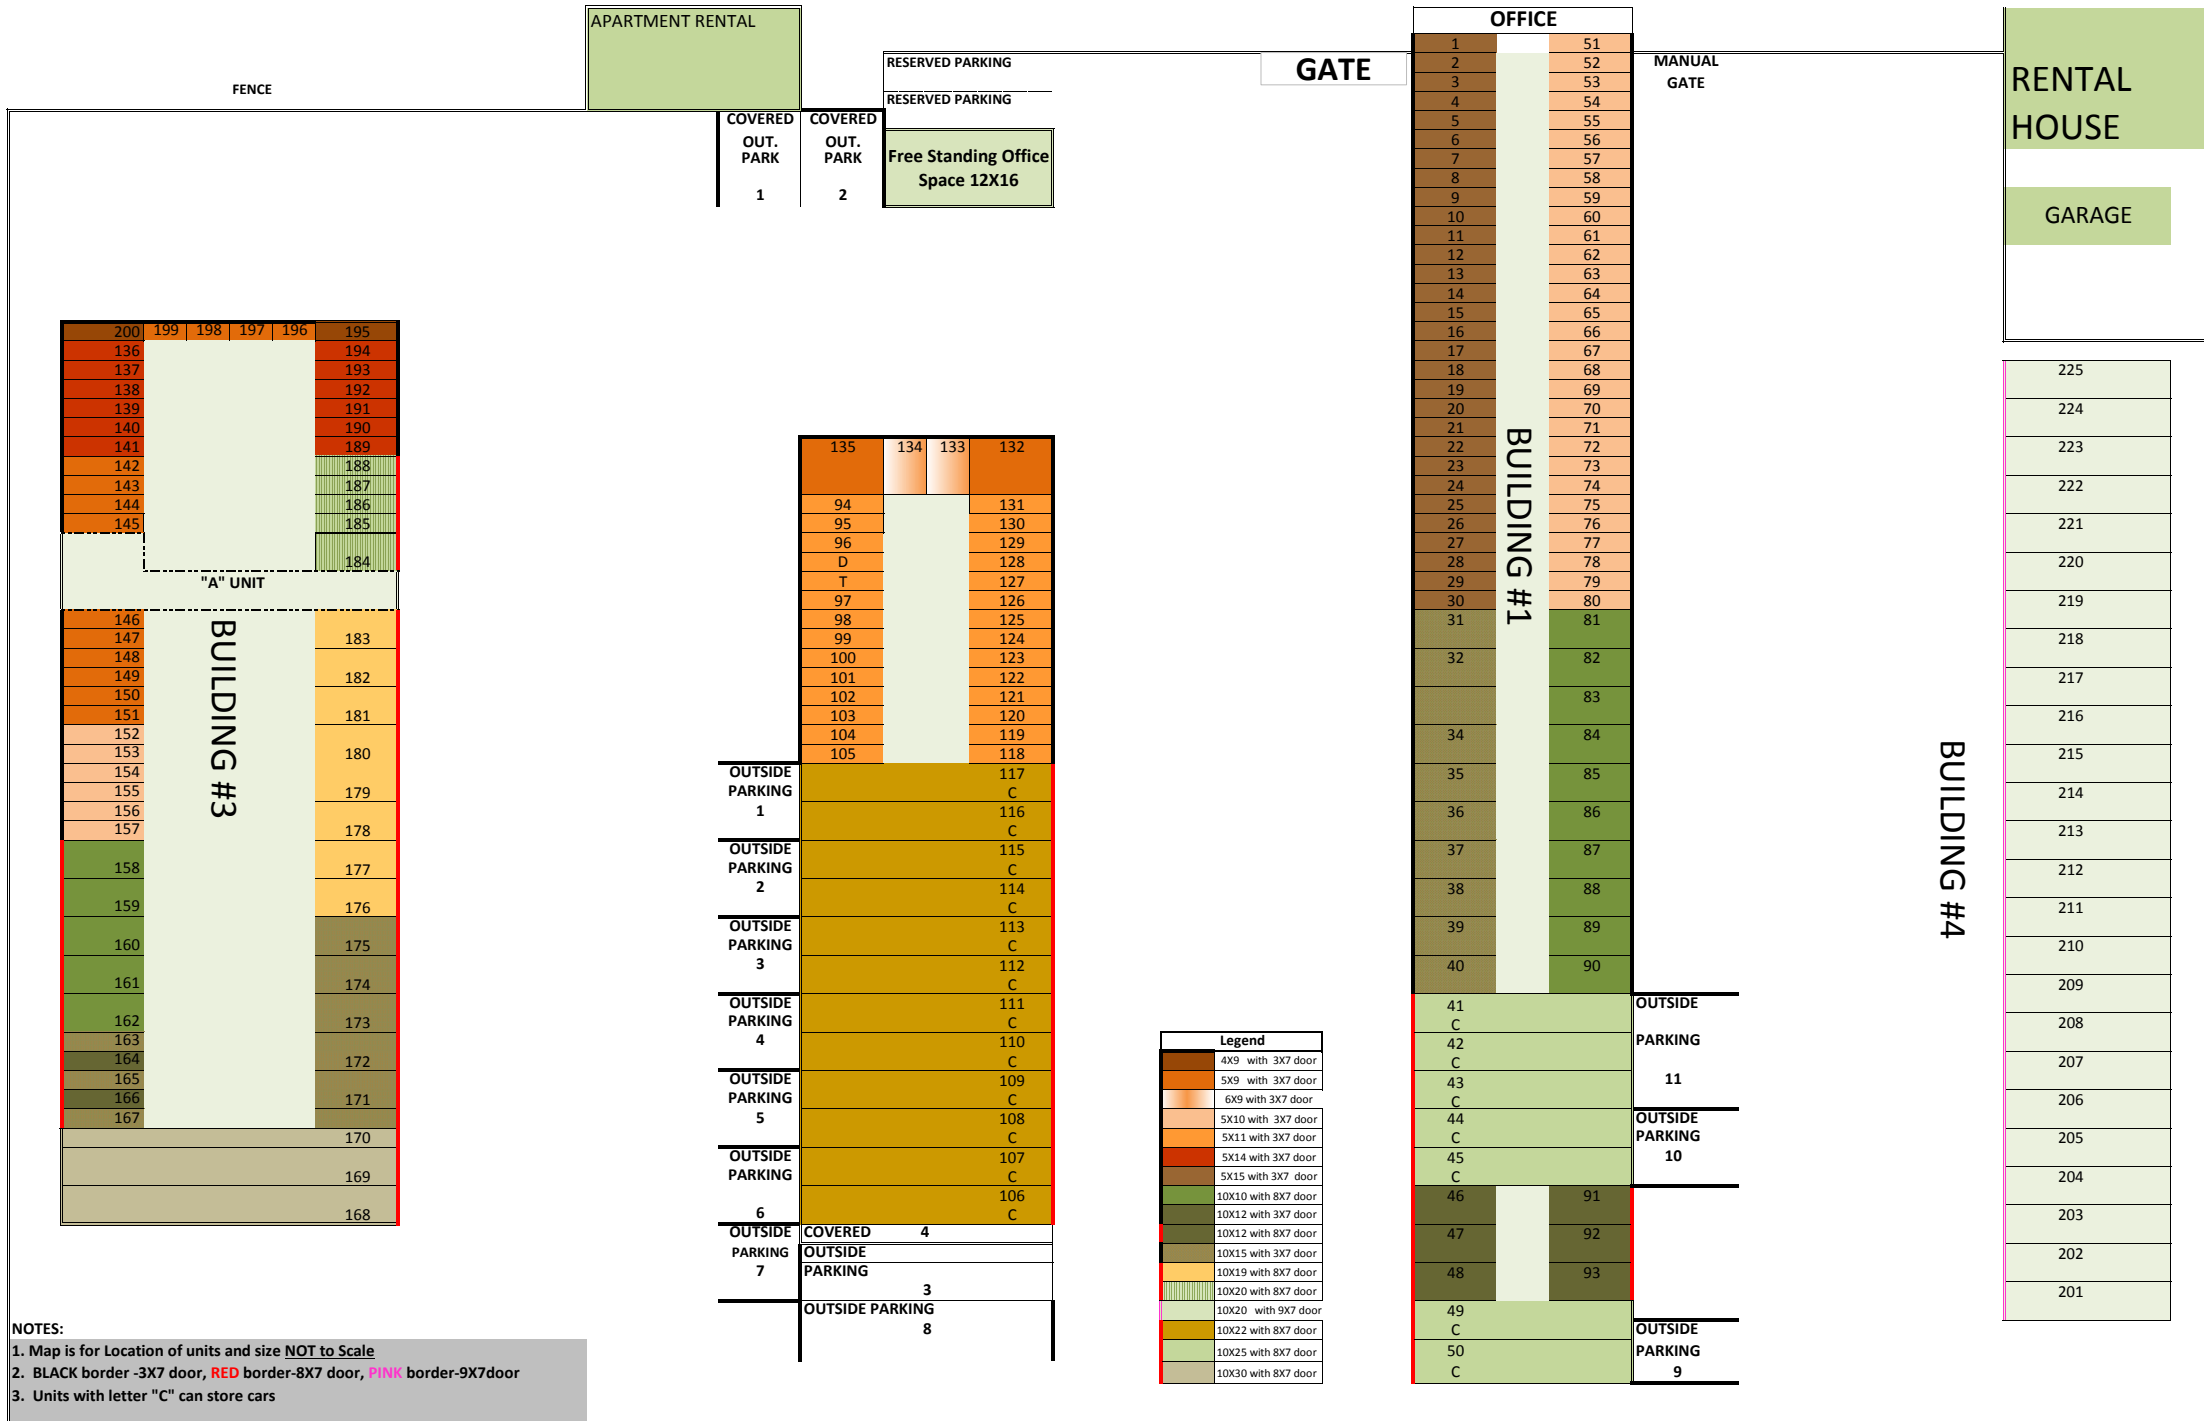 APARTMENT RENTAL
OFFICE
FENCE
RESERVED PARKING
RESERVED PARKING
GATE
MANUAL
GATE
RENTAL
HOUSE
GARAGE
COVERED
OUT.
PARK
1
COVERED
OUT.
PARK
2
Free Standing Office
Space 12X16
200 199 198 197 196 195
136 194
137 193
138 192
139 191
140 190
141 189
142 188
143 187
144 186
145 185
184
"A" UNIT
146
147 183
148
149 182
150
151 181
152
153 180
154
155 179
156
157 178
158 177
159 176
160 175
161 174
162 173
163
164 172
165
166 171
167
170
169
168
BUILDING #3
135 134 133 132
94 131
95 130
96 129
D 128
T 127
97 126
98 125
99 124
100 123
101 122
102 121
103 120
104 119
105 118
117
C
116
C
115
C
114
C
113
C
112
C
111
C
110
C
109
C
108
C
107
C
106
C
OUTSIDE
PARKING
1
OUTSIDE
PARKING
2
OUTSIDE
PARKING
3
OUTSIDE
PARKING
4
OUTSIDE
PARKING
5
OUTSIDE
PARKING
6
OUTSIDE
PARKING
7
COVERED 4
OUTSIDE
PARKING
3
OUTSIDE PARKING
8
1 51
2 52
3 53
4 54
5 55
6 56
7 57
8 58
9 59
10 60
11 61
12 62
13 63
14 64
15 65
16 66
17 67
18 68
19 69
20 70
21 71
22 72
23 73
24 74
25 75
26 76
27 77
28 78
29 79
30 80
31 81
32 82
83
34 84
35 85
36 86
37 87
38 88
39 89
40 90
41
C
42
C
43
C
44
C
45
C
46 91
47 92
48 93
49
C
50
C
BUILDING #1
OUTSIDE
PARKING
11
OUTSIDE
PARKING
10
OUTSIDE
PARKING
9
Legend
4X9 with 3X7 door
5X9 with 3X7 door
6X9 with 3X7 door
5X10 with 3X7 door
5X11 with 3X7 door
5X14 with 3X7 door
5X15 with 3X7 door
10X10 with 8X7 door
10X12 with 3X7 door
10X12 with 8X7 door
10X15 with 3X7 door
10X19 with 8X7 door
10X20 with 8X7 door
10X20 with 9X7 door
10X22 with 8X7 door
10X25 with 8X7 door
10X30 with 8X7 door
BUILDING #4
225
224
223
222
221
220
219
218
217
216
215
214
213
212
211
210
209
208
207
206
205
204
203
202
201
NOTES:
1. Map is for Location of units and size NOT to Scale
2. BLACK border -3X7 door, RED border-8X7 door, PINK border-9X7door
3. Units with letter "C" can store cars